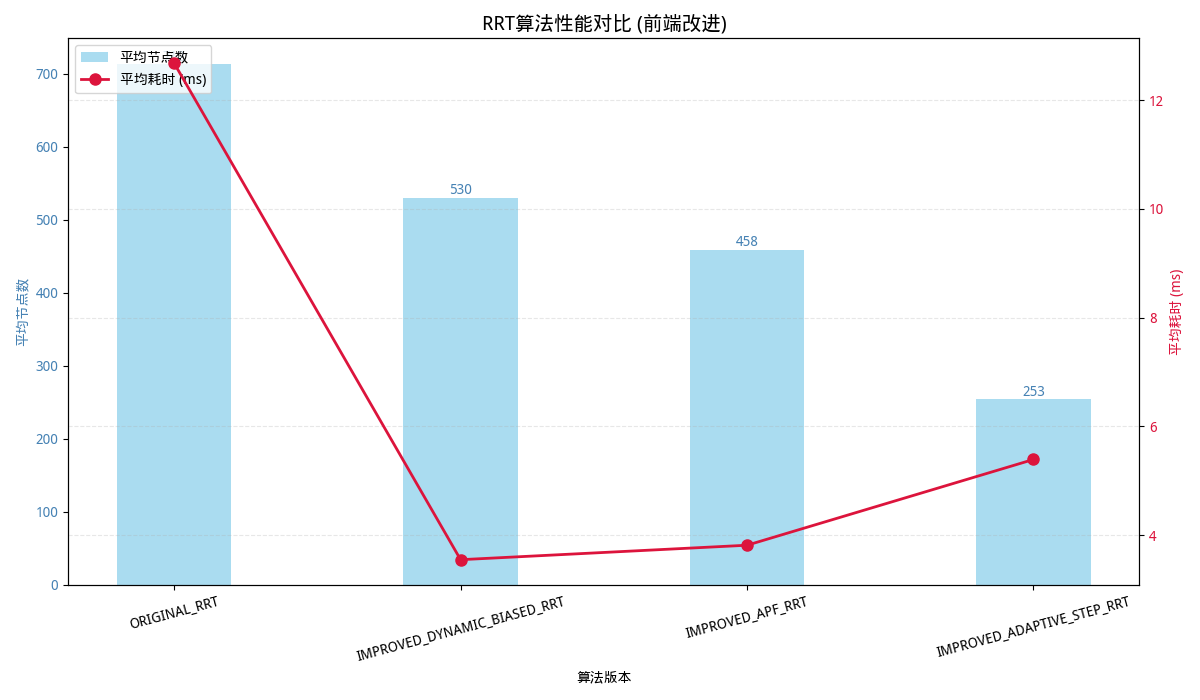 RRT算法性能对比 (前端改进)
平均节点数
平均耗时 (ms)
700
600
500
400
300
200
100
0
平均节点数
530
458
253
12
10
8
6
4
平均耗时 (ms)
ORIGINAL_RRT
IMPROVED_DYNAMIC_BIASED_RRT
IMPROVED_APF_RRT
IMPROVED_ADAPTIVE_STEP_RRT
算法版本